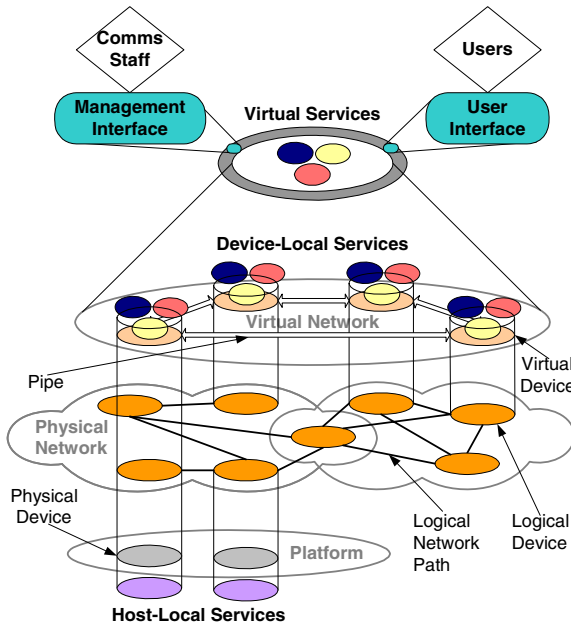 Comms
Staff
Users
Management
Interface
Virtual Services
User
Interface
Device-Local Services
Virtual Network
Pipe
Virtual
Device
Physical
Network
Physical
Device
Logical
Network
Path
Logical
Device
Platform
Host-Local Services